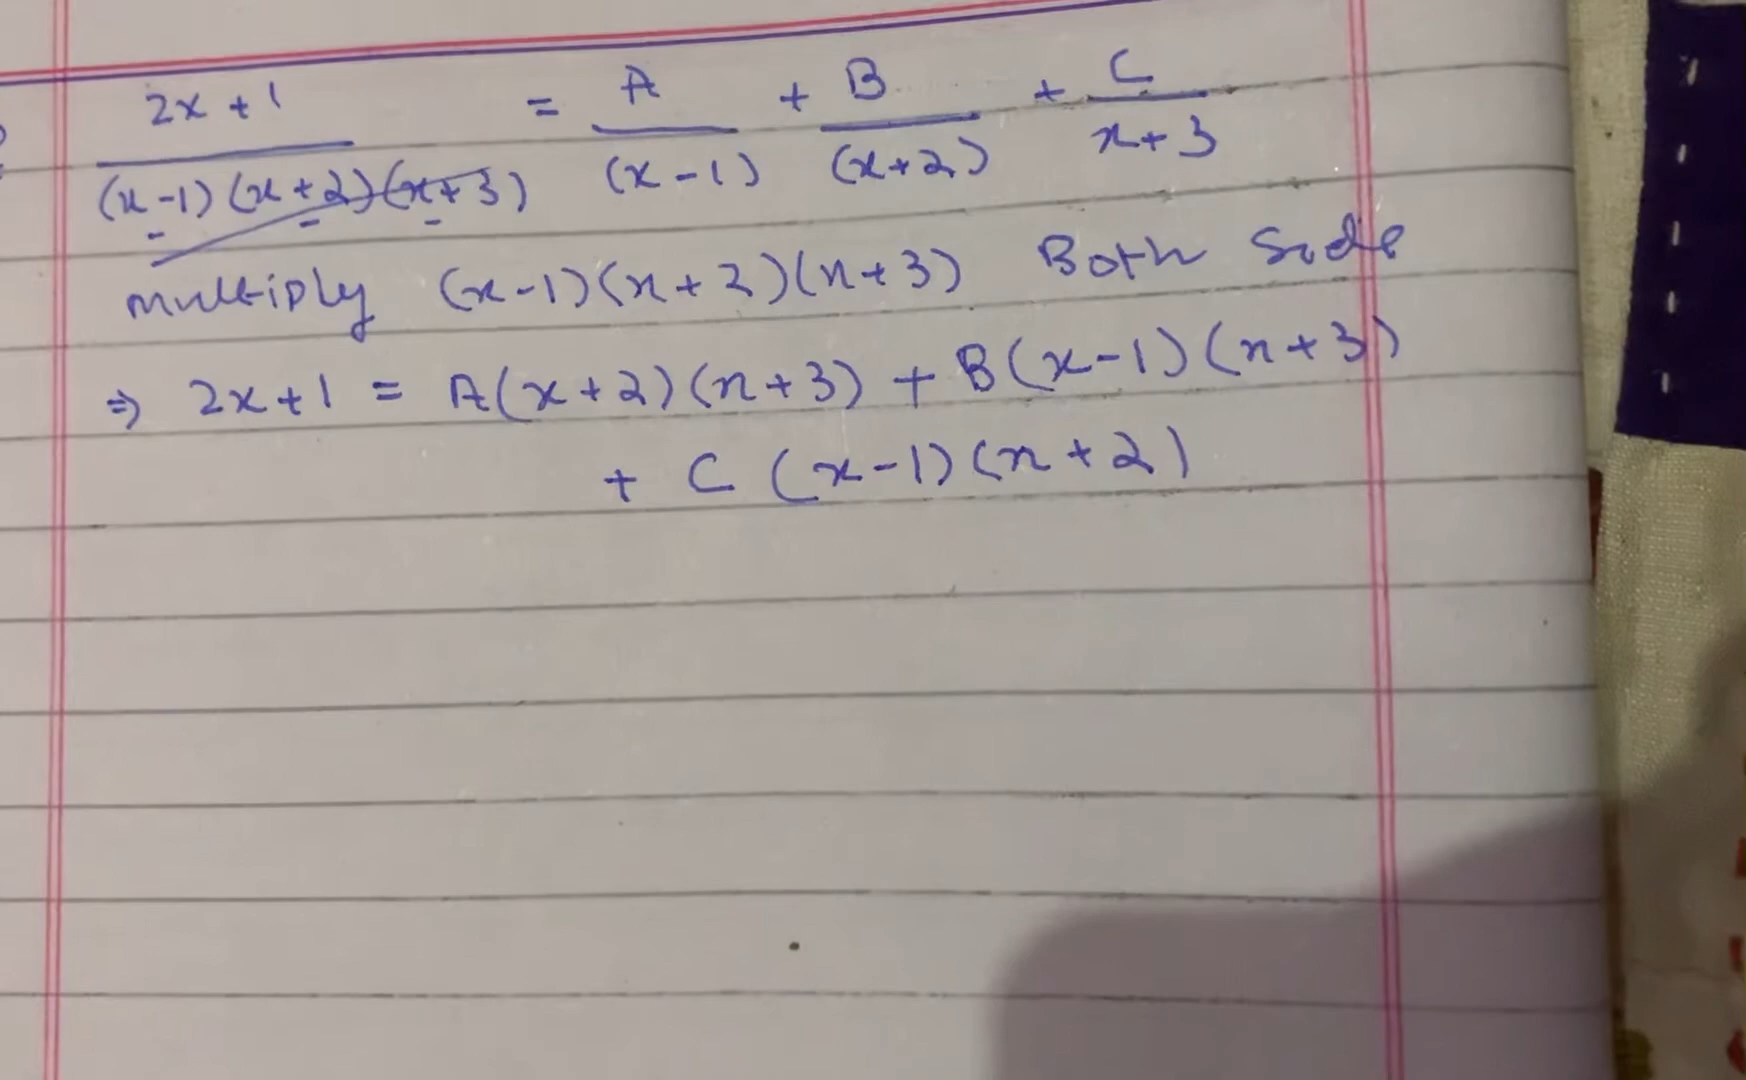 2x + 1 / (x-1)(x+2)(x+3) = A / (x-1) + B / (x+2) + C / x+3
multiply (x-1)(x+2)(x+3) Both Side
⇒ 2x+1 = A(x+2)(x+3) + B(x-1)(x+3)
+ C (x-1)(x+2)